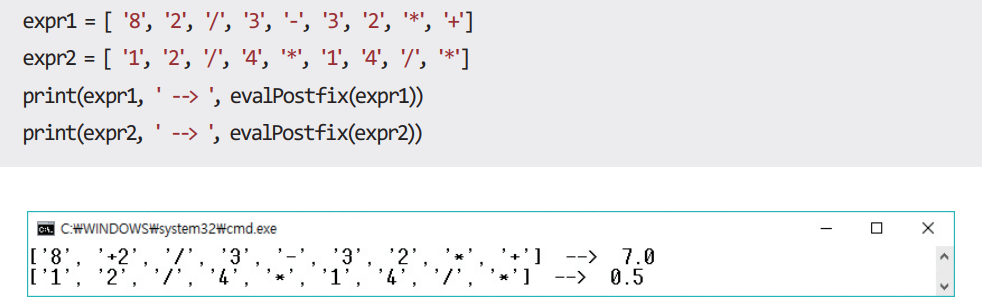 expr1 = [ '8', '2', '/', '3', '-', '3', '2', '*', '+']
expr2 = [ '1', '2', '/', '4', '*', '1', '4', '/', '*']
print(expr1, ' --> ', evalPostfix(expr1))
print(expr2, ' --> ', evalPostfix(expr2))
C:₩WINDOWS₩system32₩cmd.exe
['8', '+2', '/', '3', '-', '3', '2', '*', '+'] --> 7.0
['1', '2', '/', '4', '*', '1', '4', '/', '*'] --> 0.5